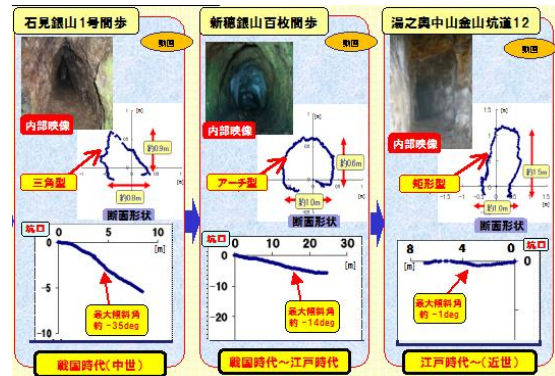 石見銀山1号間歩
動画
内部映像
[m]
約0.9m
三角型
約0.8m
断面形状
坑口
0 5 10
[m]
0
-5
-10
最大傾斜角
約 -35deg
戦国時代(中世)
新穂銀山百枚間歩
動画
内部映像
[m]
約0.6m
アーチ型
約1.0m
断面形状
坑口
0 10 20 30
[m]
0
-10
-20
最大傾斜角
約 -14deg
戦国時代~江戸時代
湯之奥中山金山坑道12
動画
内部映像
[m]
1.5
約1.5m
矩形型
約1.0m
断面形状
坑口
8 4 0
[m]
0
最大傾斜角
約 -1deg
江戸時代~(近世)